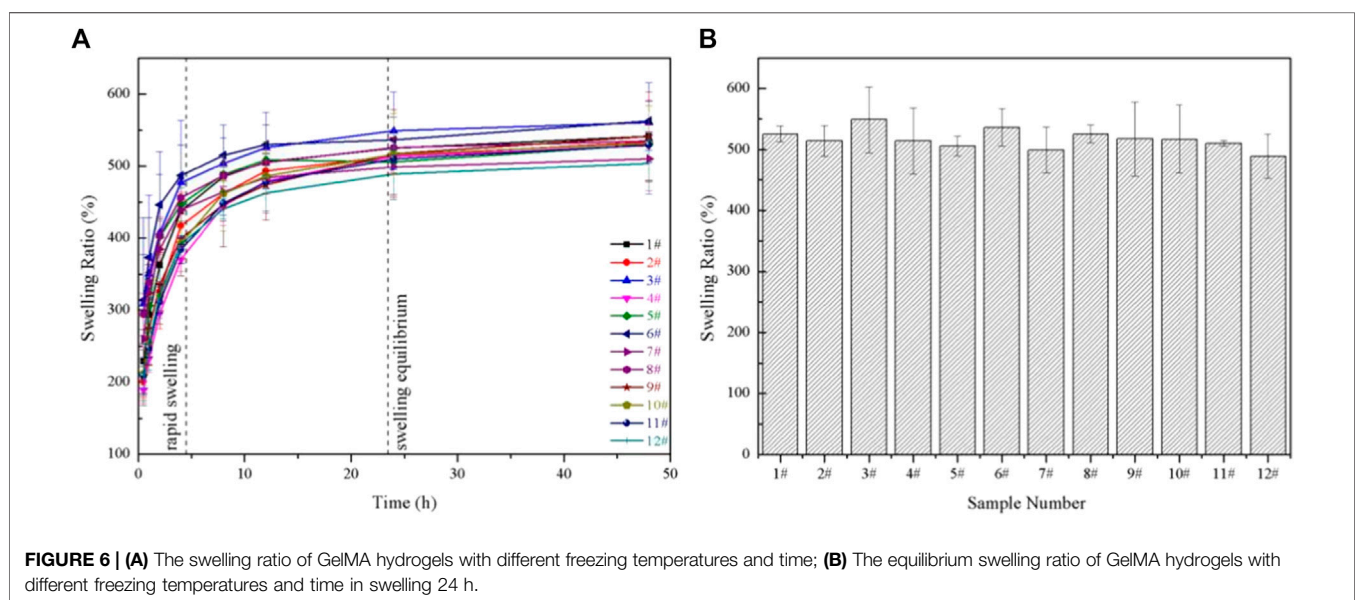 A
B
600
500
400
300
200
100
Swelling Ratio (%)
rapid swelling
swelling equilibrium
1#
2#
3#
4#
5#
6#
7#
8#
9#
10#
11#
12#
0
10
20
30
40
50
Time (h)
600
500
400
300
200
100
0
Swelling Ratio (%)
1# 2# 3# 4# 5# 6# 7# 8# 9# 10# 11# 12#
Sample Number
FIGURE 6 | (A) The swelling ratio of GelMA hydrogels with different freezing temperatures and time; (B) The equilibrium swelling ratio of GelMA hydrogels with
different freezing temperatures and time in swelling 24 h.